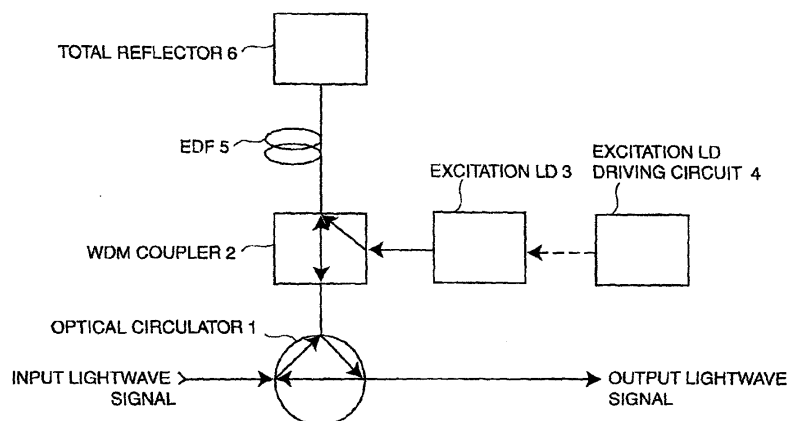 TOTAL REFLECTOR 6
EDF 5
EXCITATION LD 3
EXCITATION LD
DRIVING CIRCUIT 4
WDM COUPLER 2
OPTICAL CIRCULATOR 1
INPUT LIGHTWAVE
SIGNAL
OUTPUT LIGHTWAVE
SIGNAL